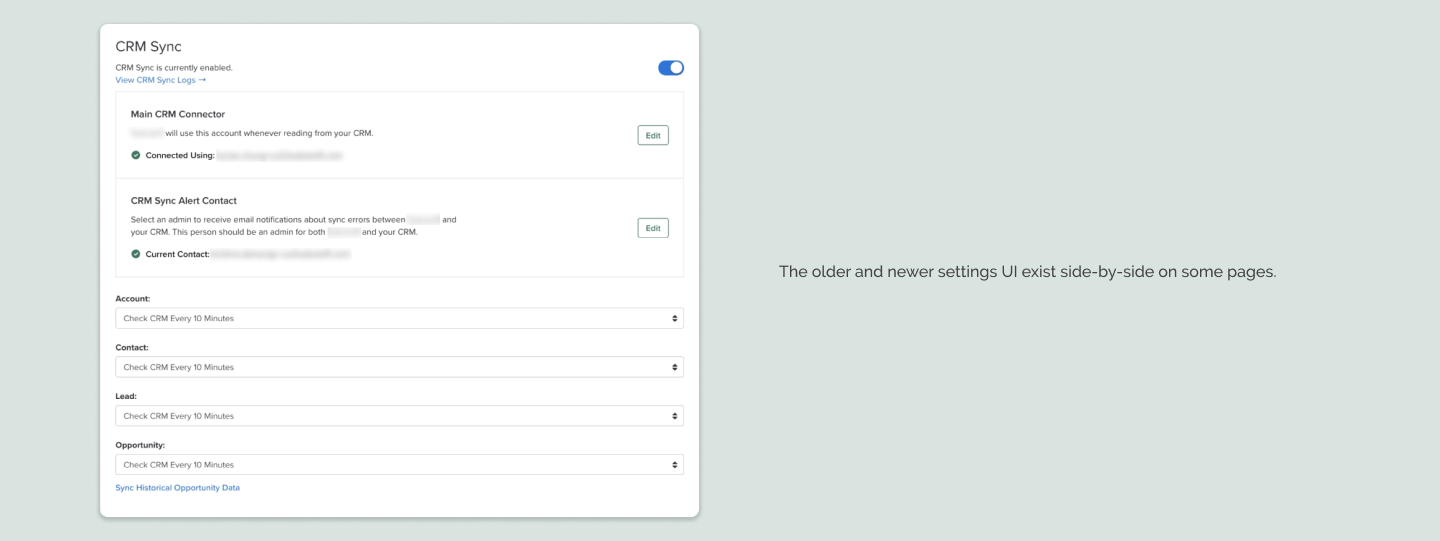 CRM Sync
CRM Sync is currently enabled.
View CRM Sync Logs →
Main CRM Connector
will use this account whenever reading from your CRM.
Edit
Connected Using:
CRM Sync Alert Contact
Select an admin to receive email notifications about sync errors between and
your CRM. This person should be an admin for both and your CRM.
Edit
Current Contact:
Account:
Check CRM Every 10 Minutes
Contact:
Check CRM Every 10 Minutes
Lead:
Check CRM Every 10 Minutes
Opportunity:
Check CRM Every 10 Minutes
Sync Historical Opportunity Data
The older and newer settings UI exist side-by-side on some pages.